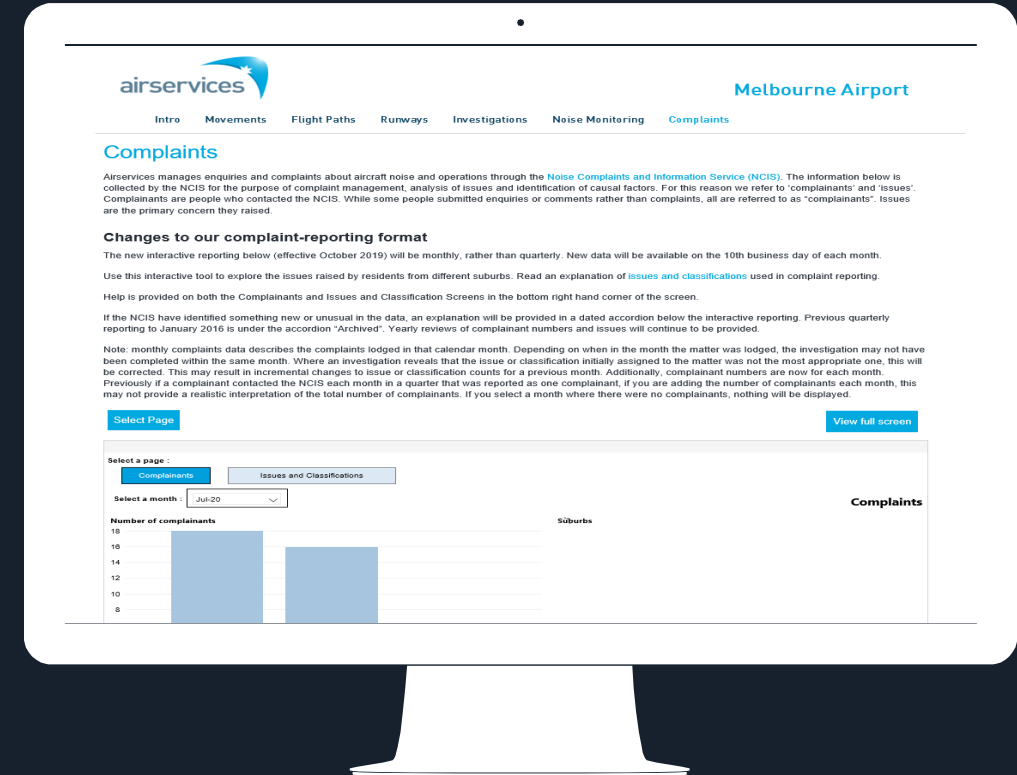 airservices
Melbourne Airport
Intro Movements Flight Paths Runways Investigations Noise Monitoring Complaints
Complaints
Airservices manages enquiries and complaints about aircraft noise and operations through the Noise Complaints and Information Service (NCIS). The information below is
collected by the NCIS for the purpose of complaint management, analysis of issues and identification of causal factors. For this reason we refer to ‘complainants’ and ‘issues’.
Complainants are people who contacted the NCIS. While some people submitted enquiries or comments rather than complaints, all are referred to as “complainants”. Issues
are the primary concern they raised.
Changes to our complaint-reporting format
The new interactive reporting below (effective October 2019) will be monthly, rather than quarterly. New data will be available on the 10th business day of each month.
Use this interactive tool to explore the issues raised by residents from different suburbs. Read an explanation of issues and classifications used in complaint reporting.
Help is provided on both the Complainants and Issues and Classification Screens in the bottom right hand corner of the screen.
If the NCIS have identified something new or unusual in the data, an explanation will be provided in a dated accordion below the interactive reporting. Previous quarterly
reporting to January 2016 is under the accordion “Archived”. Yearly reviews of complainant numbers and issues will continue to be provided.
Note: monthly complaints data describes the complaints lodged in that calendar month. Depending on when in the month the matter was lodged, the investigation may not have
been completed within the same month. Where an investigation reveals that the issue or classification initially assigned to the matter was not the most appropriate one, this will
be corrected. This may result in incremental changes to issue or classification counts for a previous month. Additionally, complainant numbers are now for each month.
Previously if a complainant contacted the NCIS each month in a quarter that was reported as one complainant, if you are adding the number of complainants each month, this
may not provide a realistic interpretation of the total number of complainants. If you select a month where there were no complainants, nothing will be displayed.
Select Page
View full screen
Select a page :
Complainants
Issues and Classifications
Select a month :
Jul-20
Complaints
Number of complainants
Suburbs
18
16
14
12
10
8